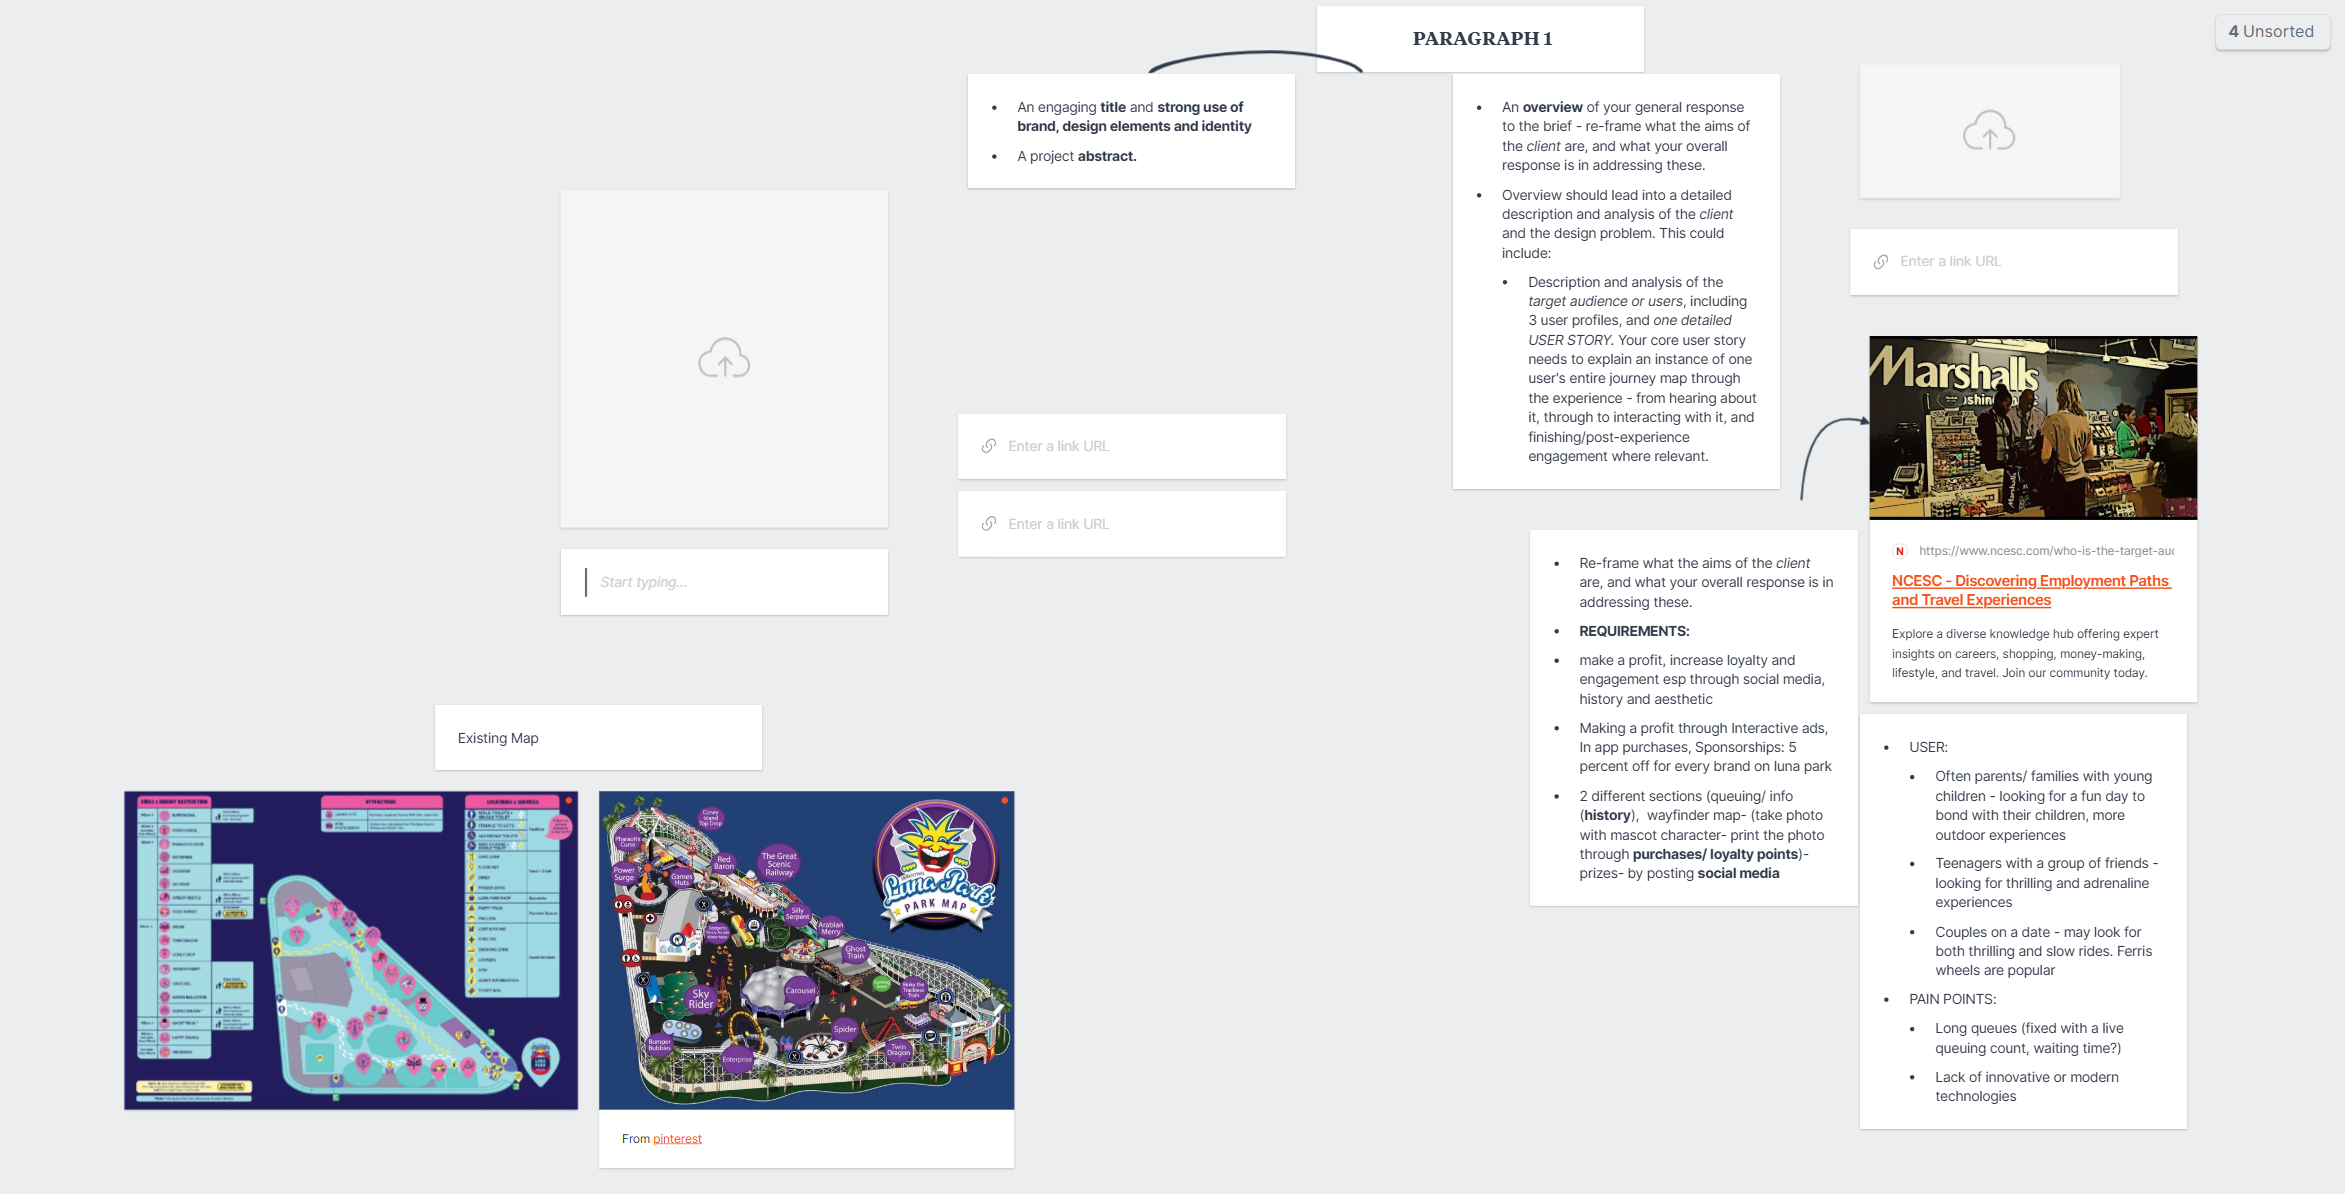 PARAGRAPH 1
4 Unsorted
• An engaging title and strong use of
brand, design elements and identity
• A project abstract.
• An overview of your general response
to the brief - re-frame what the aims of
the client are, and what your overall
response is in addressing these.
• Overview should lead into a detailed
description and analysis of the client
and the design problem. This could
include:
• Description and analysis of the
target audience or users, including
3 user profiles, and one detailed
USER STORY. Your core user story
needs to explain an instance of one
user's entire journey map through
the experience - from hearing about
it, through to interacting with it, and
finishing/post-experience
engagement where relevant.
Enter a link URL
Marshalls
Enter a link URL
Enter a link URL
Start typing...
N https://www.ncesc.com/who-is-the-target-auc
NCESC - Discovering Employment Paths
and Travel Experiences
Explore a diverse knowledge hub offering expert
insights on careers, shopping, money-making,
lifestyle, and travel. Join our community today.
• Re-frame what the aims of the client
are, and what your overall response is in
addressing these.
• REQUIREMENTS:
• make a profit, increase loyalty and
engagement esp through social media,
history and aesthetic
• Making a profit through Interactive ads,
In app purchases, Sponsorships: 5
percent off for every brand on luna park
• 2 different sections (queuing/ info
(history), wayfinder map- (take photo
with mascot character- print the photo
through purchases/ loyalty points)-
prizes- by posting social media
• USER:
• Often parents/ families with young
children - looking for a fun day to
bond with their children, more
outdoor experiences
• Teenagers with a group of friends -
looking for thrilling and adrenaline
experiences
• Couples on a date - may look for
both thrilling and slow rides. Ferris
wheels are popular
• PAIN POINTS:
• Long queues (fixed with a live
queuing count, waiting time?)
• Lack of innovative or modern
technologies
Existing Map
ATTRACTIONS
LOCATIONS & SERVICES
Coney
Island
Top Drop
Pharaoh's
Curse
Power
Surge
Red
Baron
Games
Huts
The Great
Scenic
Railway
Luna Park
PARK MAP
Silly
Serpent
Arabian
Merry
Ghost
Train
Sky
Rider
Carousel
Spider
Bumper
Bubbles
Enterprise
Twin
Dragon
From pinterest